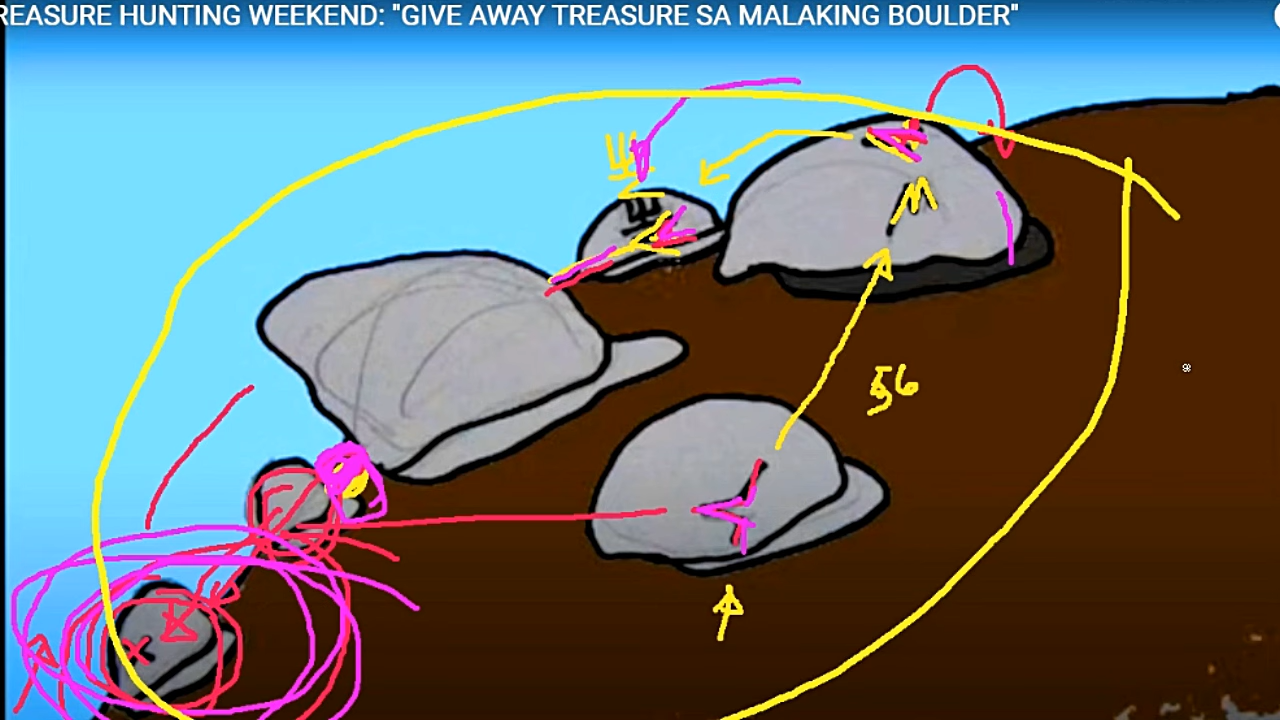 REASURE HUNTING WEEKEND: "GIVE AWAY TREASURE SA MALAKING BOULDER"
56
X